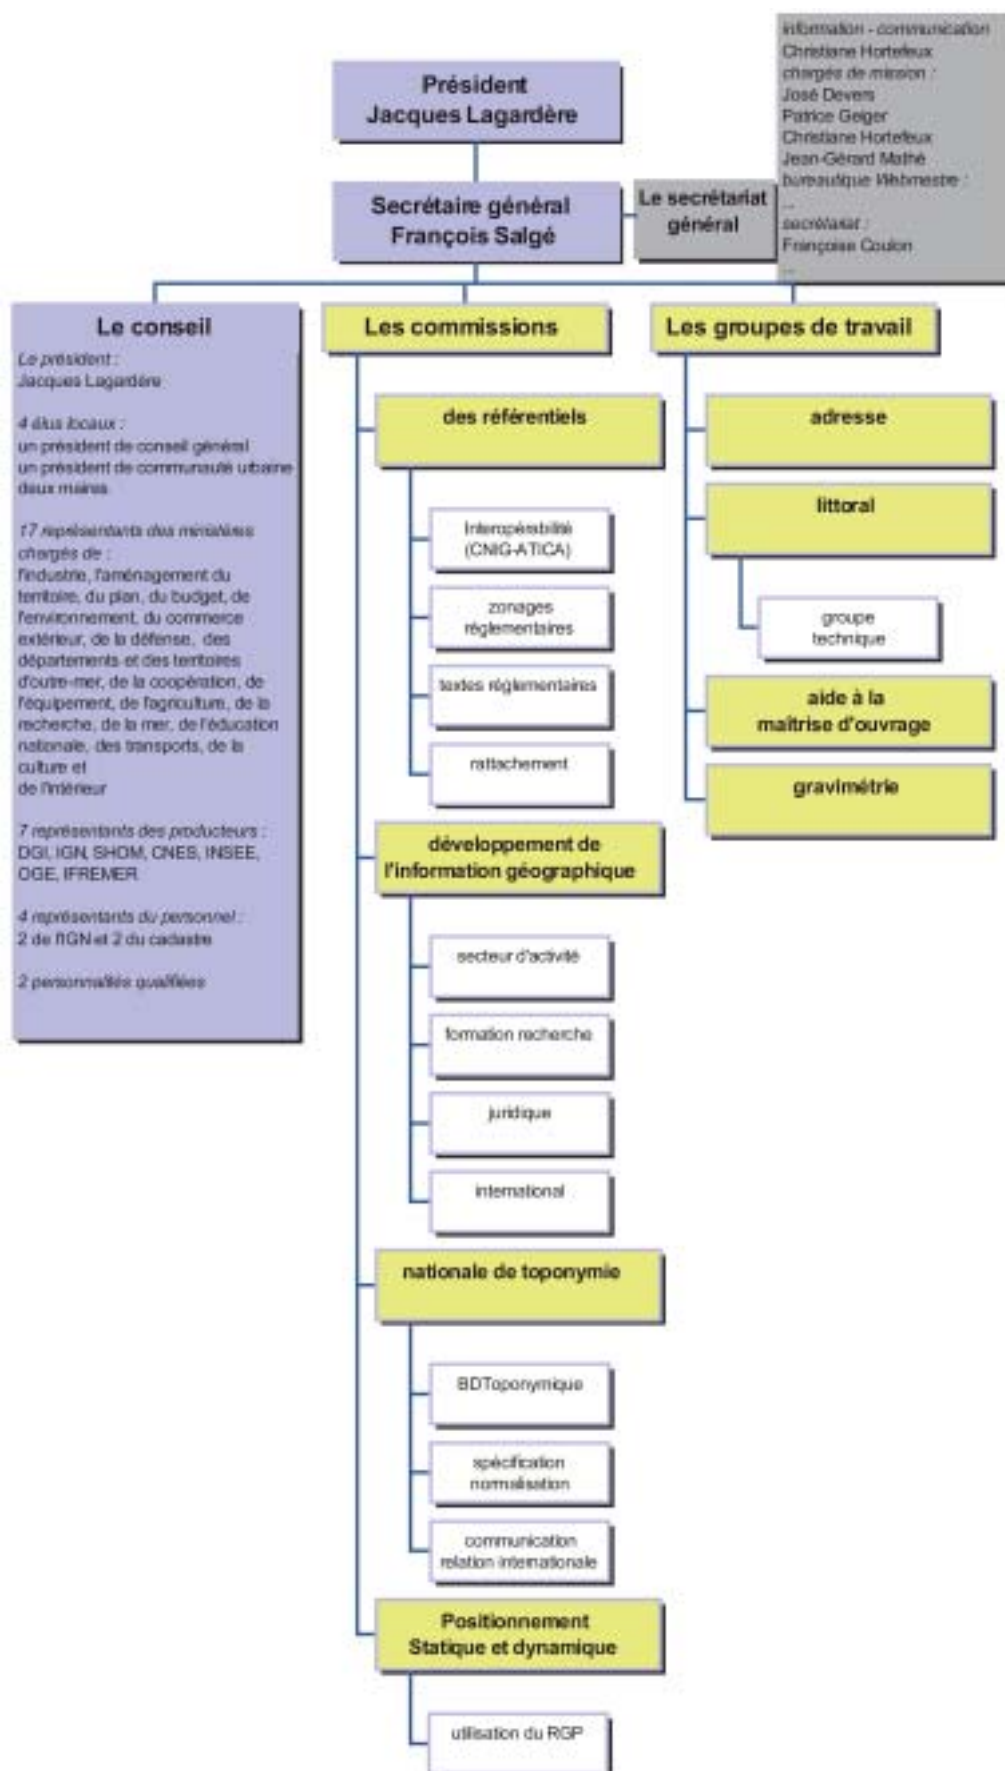 Président
Jacques Lagardère
Secrétaire général
François Salgé
Le secrétariat
général
information - communication
Christiane Hortefeux
chargés de mission :
José Devers
Patrice Geiger
Christiane Hortefeux
Jean-Gérard Mathé
bureautique Webmestre :
...
secrétariat :
Françoise Coulon
...
Le conseil
Le président :
Jacques Lagardère
4 élus locaux :
un président de conseil général
un président de communauté urbaine
deux maires
17 représentants des ministères
chargés de :
l'industrie, l'aménagement du
territoire, du plan, du budget, de
l'environnement, du commerce
extérieur, de la défense, des
départements et des territoires
d'outre-mer, de la coopération, de
l'équipement, de l'agriculture, de la
recherche, de la mer, de l'éducation
nationale, des transports, de la
culture et
de l'intérieur
7 représentants des producteurs :
DGI, IGN, SHOM, CNES, INSEE,
OGE, IFREMER
4 représentants du personnel :
2 de l'IGN et 2 du cadastre
2 personnalités qualifiées
Les commissions
des référentiels
Interopérabilité
(CNIG-ATICA)
zonages
réglementaires
textes réglementaires
rattachement
développement de
l'information géographique
secteur d'activité
formation recherche
juridique
international
nationale de toponymie
BDToponymique
spécification
normalisation
communication
relation internationale
Positionnement
Statique et dynamique
utilisation du RGP
Les groupes de travail
adresse
littoral
groupe
technique
aide à la
maîtrise d'ouvrage
gravimétrie